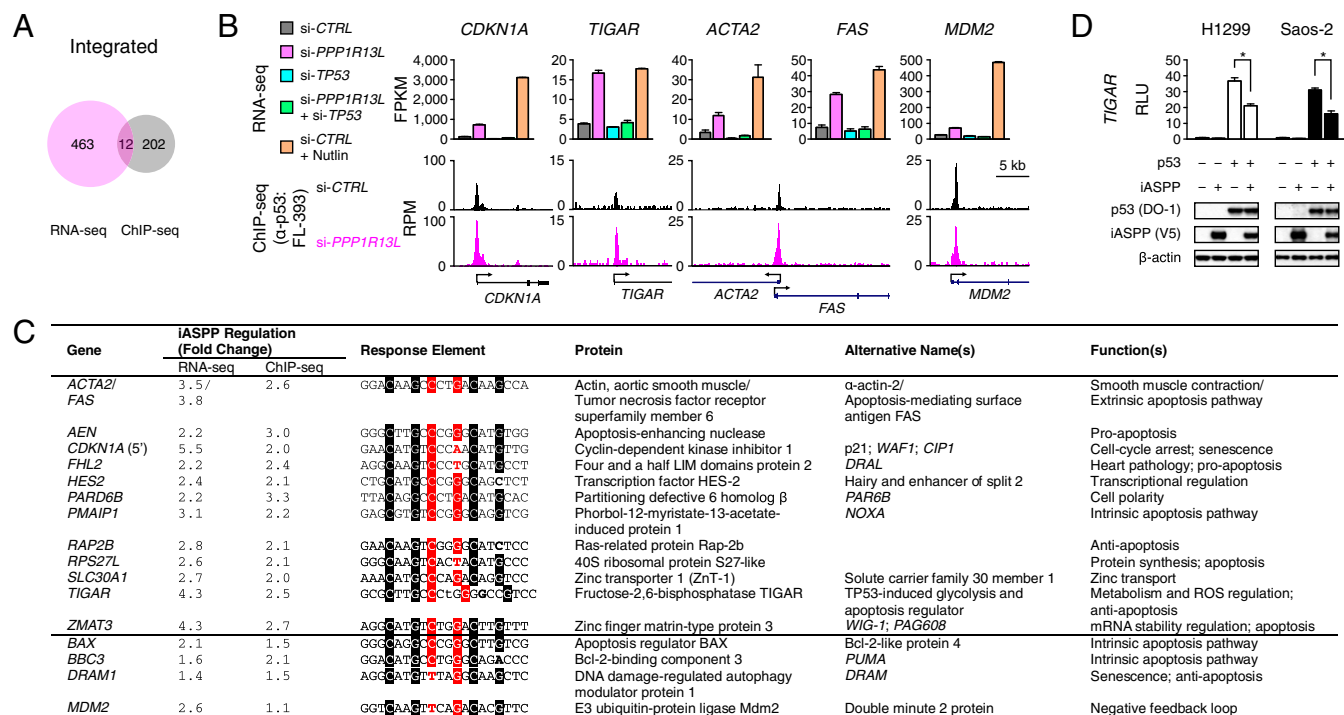 A
Integrated
463
12
202
RNA-seq
ChIP-seq
B
si-CTRL
si-PPP1R13L
si-TP53
si-PPP1R13L
+ si-TP53
si-CTRL
+ Nutlin
CDKN1A
TIGAR
ACTA2
FAS
MDM2
RNA-seq
FPKM
4,000
3,000
2,000
1,000
0
20
15
10
5
0
40
30
20
10
0
50
40
30
20
10
0
500
400
300
200
100
0
ChIP-seq
(α-p53:
FL-393)
RPM
si-CTRL
si-PPP1R13L
100
0
100
0
15
0
15
0
25
0
25
0
25
0
25
0
5 kb
CDKN1A
TIGAR
ACTA2
FAS
MDM2
D
H1299
Saos-2
TIGAR
RLU
50
40
30
20
10
0
50
40
30
20
10
0
*
*
p53 − − + + − − + +
iASPP − + − + − + − +
p53 (DO-1)
iASPP (V5)
β-actin
C
Gene iASPP Regulation (Fold Change) Response Element Protein Alternative Name(s) Function(s)
RNA-seq ChIP-seq
ACTA2/ 3.5/ 2.6 GGACAAGCCCTGACAAGCCA Actin, aortic smooth muscle/ α-actin-2/ Smooth muscle contraction/
FAS 3.8 Tumor necrosis factor receptor Apoptosis-mediating surface Extrinsic apoptosis pathway
superfamily member 6 antigen FAS
AEN 2.2 3.0 GGGCTTGCCCGGGCATGTGG Apoptosis-enhancing nuclease Pro-apoptosis
CDKN1A (5') 5.5 2.0 GAACATGTCCCAACATGTTG Cyclin-dependent kinase inhibitor 1 p21; WAF1; CIP1 Cell-cycle arrest; senescence
FHL2 2.2 2.4 AGGCAAGTCCCTGCATGCCT Four and a half LIM domains protein 2 DRAL Heart pathology; pro-apoptosis
HES2 2.4 2.1 CTGCATGCCCGGGCAGCTCT Transcription factor HES-2 Hairy and enhancer of split 2 Transcriptional regulation
PARD6B 2.2 3.3 TTACAGGCCCTGACATGCAC Partitioning defective 6 homolog β PAR6B Cell polarity
PMAIP1 3.1 2.2 GAGCGTGTCCGGGCAGGTCG Phorbol-12-myristate-13-acetate- NOXA Intrinsic apoptosis pathway
induced protein 1
RAP2B 2.8 2.1 GAACAAGTCGGGGCATCTCC Ras-related protein Rap-2b Anti-apoptosis
RPS27L 2.6 2.1 GGGCAAGTCACTACATGCCC 40S ribosomal protein S27-like Protein synthesis; apoptosis
SLC30A1 2.7 2.0 AAACATGCCCAGACAGGTCC Zinc transporter 1 (ZnT-1) Solute carrier family 30 member 1 Zinc transport
TIGAR 4.3 2.5 GCGCTTGCCCtGGGGGCCGTCC Fructose-2,6-bisphosphatase TIGAR TP53-induced glycolysis and Metabolism and ROS regulation;
apoptosis regulator anti-apoptosis
ZMAT3 4.3 2.7 AGGCATGTCTGGACTTGTTT Zinc finger matrin-type protein 3 WIG-1; PAG608 mRNA stability regulation; apoptosis
BAX 2.1 1.5 GGGCAGGCCCGGGCTTGTCG Apoptosis regulator BAX Bcl-2-like protein 4 Intrinsic apoptosis pathway
BBC3 1.6 2.1 GGACATGCCTGGGCAGACCC Bcl-2-binding component 3 PUMA Intrinsic apoptosis pathway
DRAM1 1.4 1.5 AGGCATGTTTAGGCAAGCTC DNA damage-regulated autophagy DRAM Senescence; anti-apoptosis
modulator protein 1
MDM2 2.6 1.1 GGTCAAGTTCAGACACGTTC E3 ubiquitin-protein ligase Mdm2 Double minute 2 protein Negative feedback loop